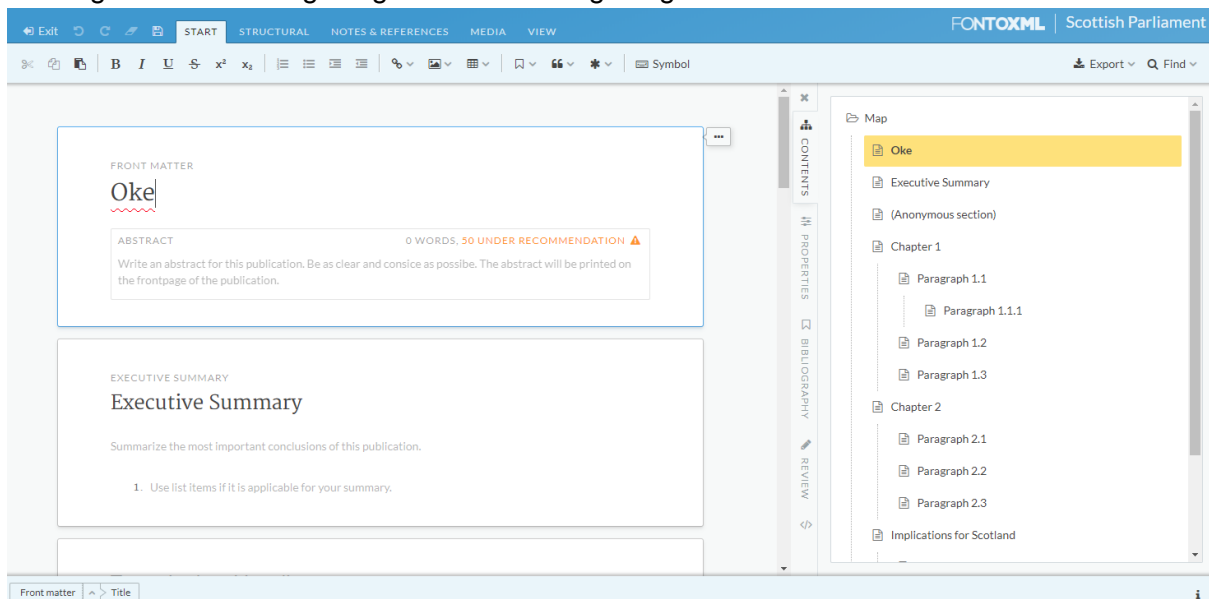 Exit START STRUCTURAL NOTES & REFERENCES MEDIA VIEW FONTOXML | Scottish Parliament
B I U S x² x₂ Symbol Export Find
FRONT MATTER
Oke
ABSTRACT 0 WORDS, 50 UNDER RECOMMENDATION
Write an abstract for this publication. Be as clear and consice as possibe. The abstract will be printed on
the frontpage of the publication.
EXECUTIVE SUMMARY
Executive Summary
Summarize the most important conclusions of this publication.
1. Use list items if it is applicable for your summary.
CONTENTS
PROPERTIES
BIBLIOGRAPHY
REVIEW
</>
Map
Oke
Executive Summary
(Anonymous section)
Chapter 1
Paragraph 1.1
Paragraph 1.1.1
Paragraph 1.2
Paragraph 1.3
Chapter 2
Paragraph 2.1
Paragraph 2.2
Paragraph 2.3
Implications for Scotland
Front matter Title